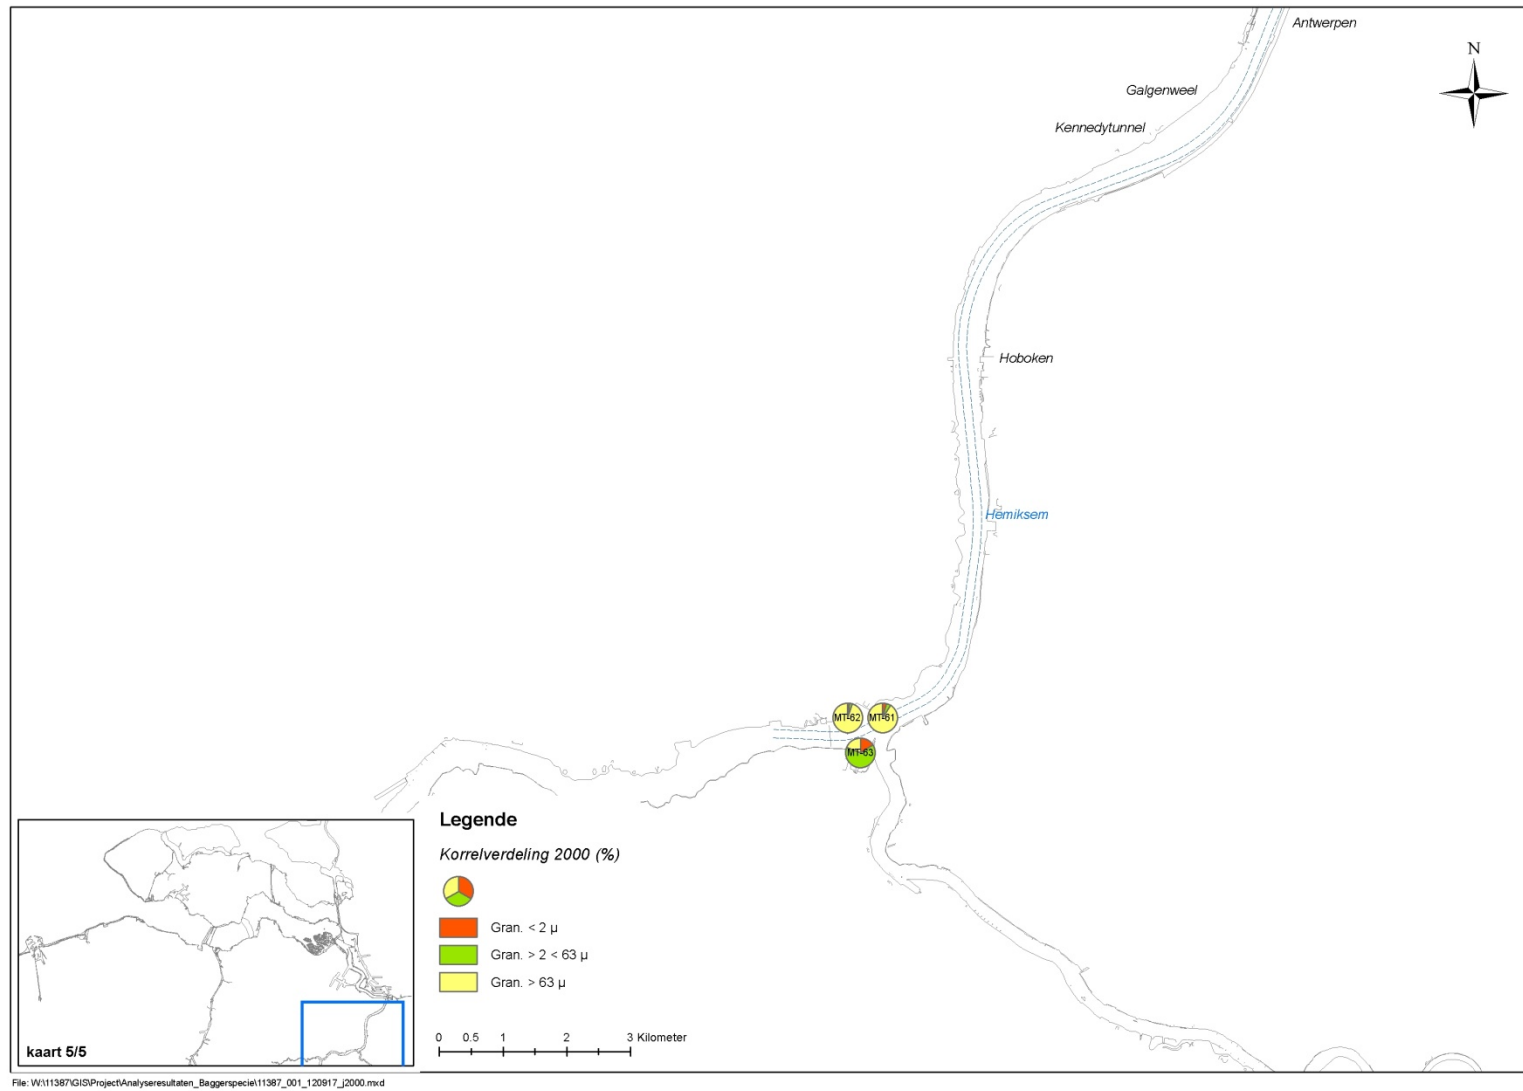 Antwerpen
N
Galgenweel
Kennedytunnel
Hoboken
Hemiksem
MT-62
MT-61
MT-63
Legende
Korrelverdeling 2000 (%)
Gran. < 2 µ
Gran. > 2 < 63 µ
Gran. > 63 µ
0 0.5 1 2 3 Kilometer
kaart 5/5
File: W:\11387\GIS\Project\Analyseresultaten_Baggerspecie\11387_001_120917_j2000.mxd